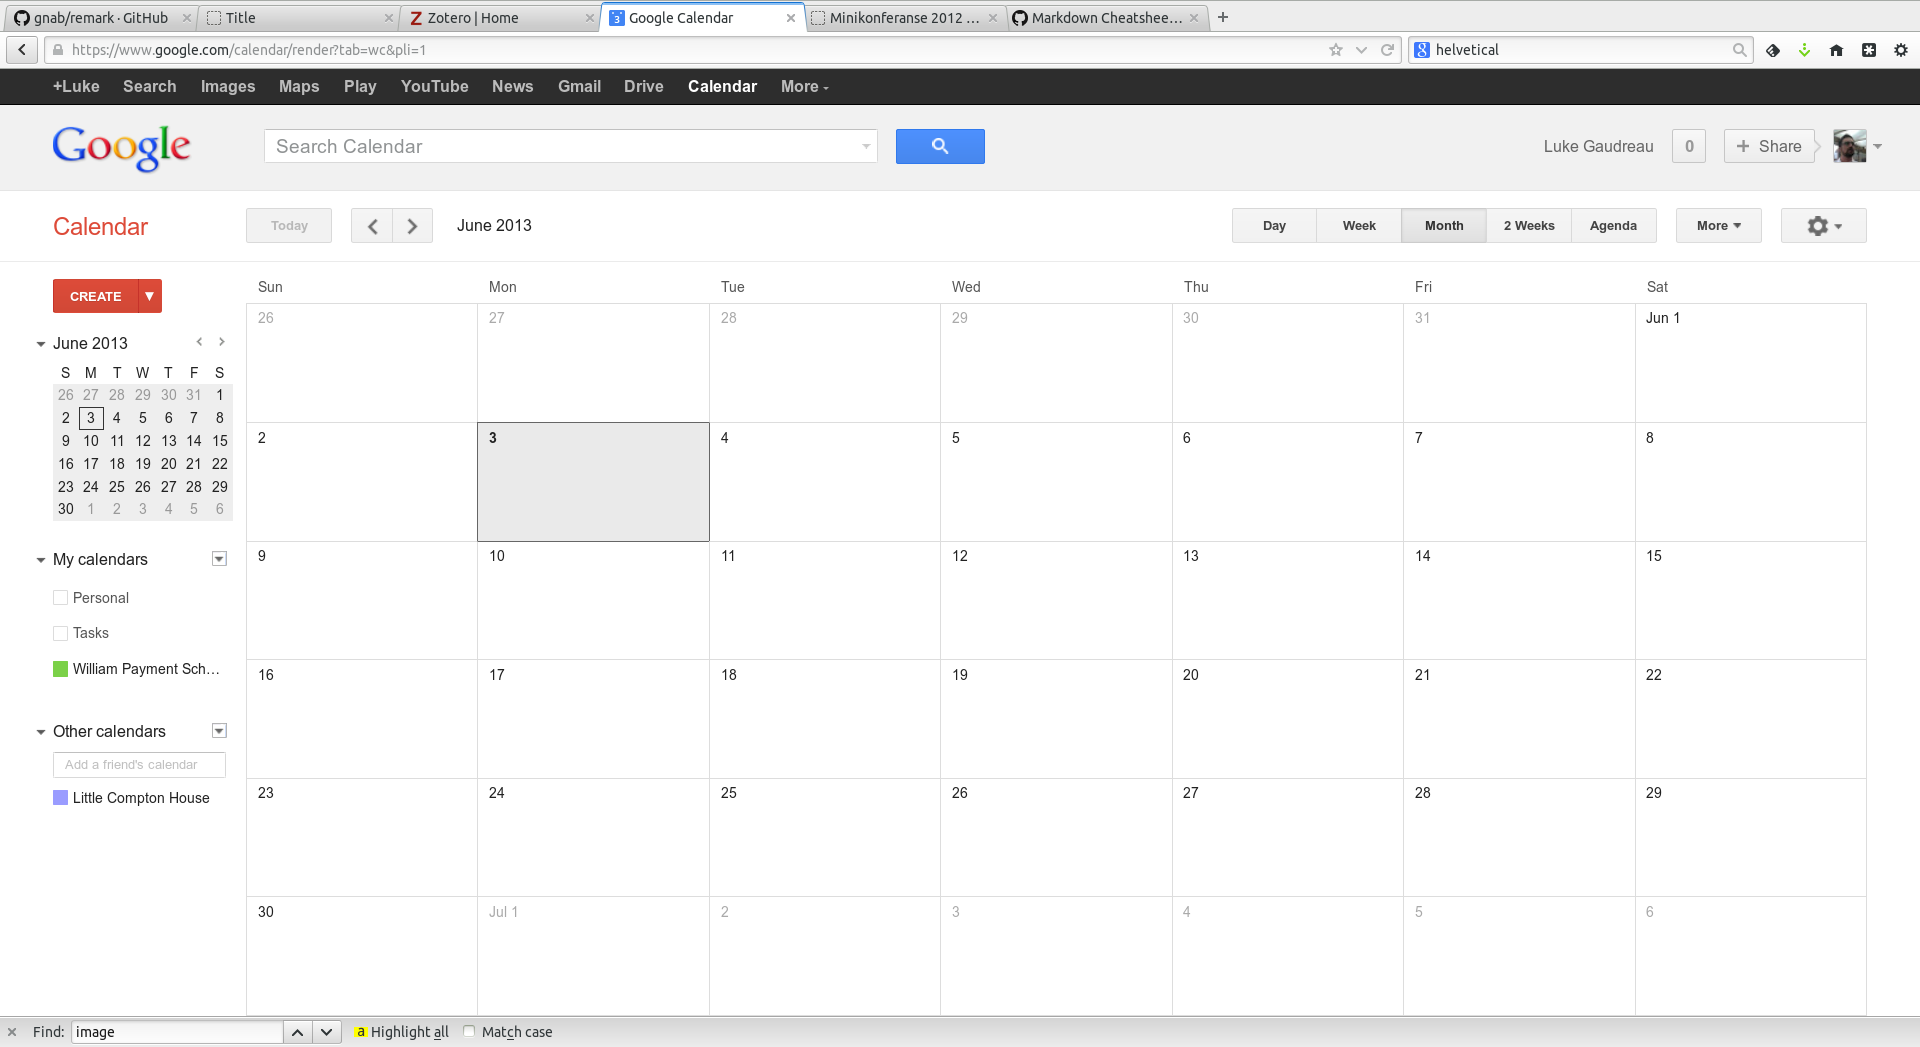 gnab/remark · GitHub Title Zotero | Home Google Calendar Minikonferanse 2012 ... Markdown Cheatshee...
https://www.google.com/calendar/render?tab=wc&pli=1 helvetical
+Luke Search Images Maps Play YouTube News Gmail Drive Calendar More
Google Search Calendar Luke Gaudreau 0 + Share
Calendar Today June 2013 Day Week Month 2 Weeks Agenda More
CREATE
June 2013
S M T W T F S
26 27 28 29 30 31 1
2 3 4 5 6 7 8
9 10 11 12 13 14 15
16 17 18 19 20 21 22
23 24 25 26 27 28 29
30 1 2 3 4 5 6
My calendars
Personal
Tasks
William Payment Sch...
Other calendars
Add a friend's calendar
Little Compton House
Sun Mon Tue Wed Thu Fri Sat
26 27 28 29 30 31 Jun 1
2 3 4 5 6 7 8
9 10 11 12 13 14 15
16 17 18 19 20 21 22
23 24 25 26 27 28 29
30 Jul 1 2 3 4 5 6
Find: image a Highlight all Match case